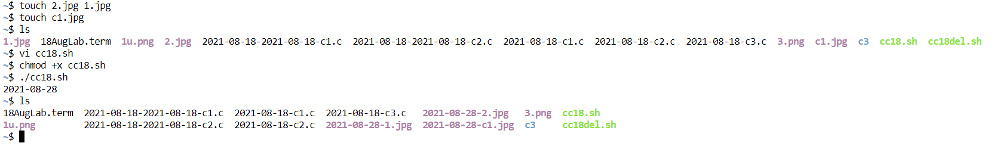 ~$ touch 2.jpg 1.jpg
~$ touch c1.jpg
~$ ls
1.jpg  18AugLab.term  1u.png  2.jpg  2021-08-18-2021-08-18-c1.c  2021-08-18-2021-08-18-c2.c  2021-08-18-c1.c  2021-08-18-c2.c  2021-08-18-c3.c  3.png  c1.jpg  c3  cc18.sh  cc18del.sh
~$ vi cc18.sh
~$ chmod +x cc18.sh
~$ ./cc18.sh
2021-08-28
~$ ls
18AugLab.term  2021-08-18-2021-08-18-c1.c  2021-08-18-c1.c  2021-08-18-c3.c   2021-08-28-2.jpg   3.png  cc18.sh
1u.png         2021-08-18-2021-08-18-c2.c  2021-08-18-c2.c  2021-08-28-1.jpg  2021-08-28-c1.jpg  c3     cc18del.sh
~$